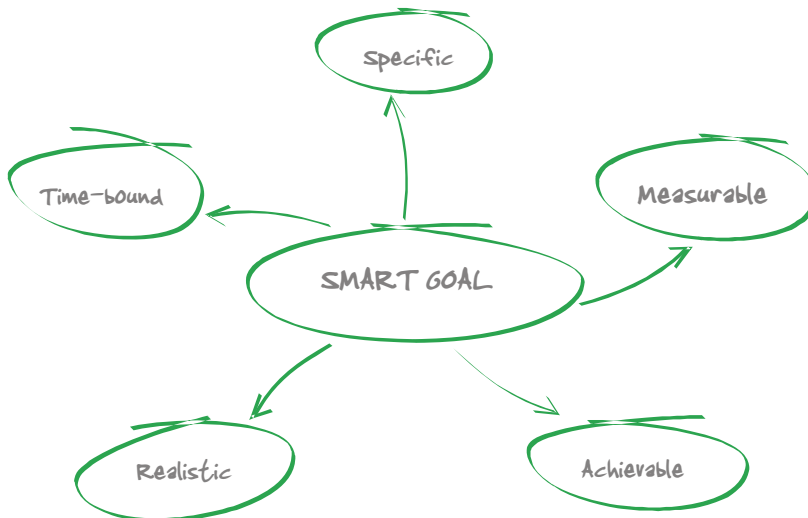 Specific
Time-bound
Measurable
SMART GOAL
Realistic
Achievable